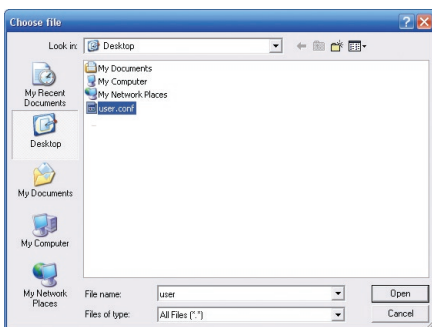 Choose file
Look in:
Desktop
My Recent
Documents
Desktop
My Documents
My Computer
My Network
Places
My Documents
My Computer
My Network Places
user.conf
File name:
user
Open
Files of type:
All Files (*.*)
Cancel